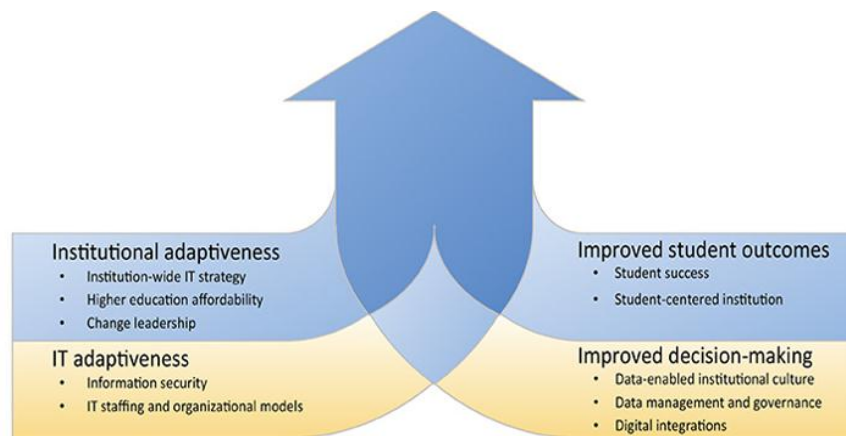 Institutional adaptiveness
• Institution-wide IT strategy
• Higher education affordability
• Change leadership
IT adaptiveness
• Information security
• IT staffing and organizational models
Improved student outcomes
• Student success
• Student-centered institution
Improved decision-making
• Data-enabled institutional culture
• Data management and governance
• Digital integrations